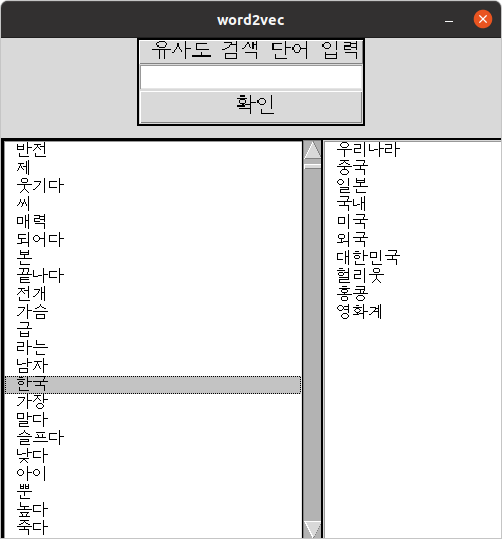 word2vec
유사도 검색 단어 입력
확인
반전
제
웃기다
씨
매력
되어다
본
끝나다
전개
가슴
급
라는
남자
한국
가장
말다
슬프다
낮다
아이
뿐
높다
죽다
우리나라
중국
일본
국내
미국
외국
대한민국
헐리웃
홍콩
영화계